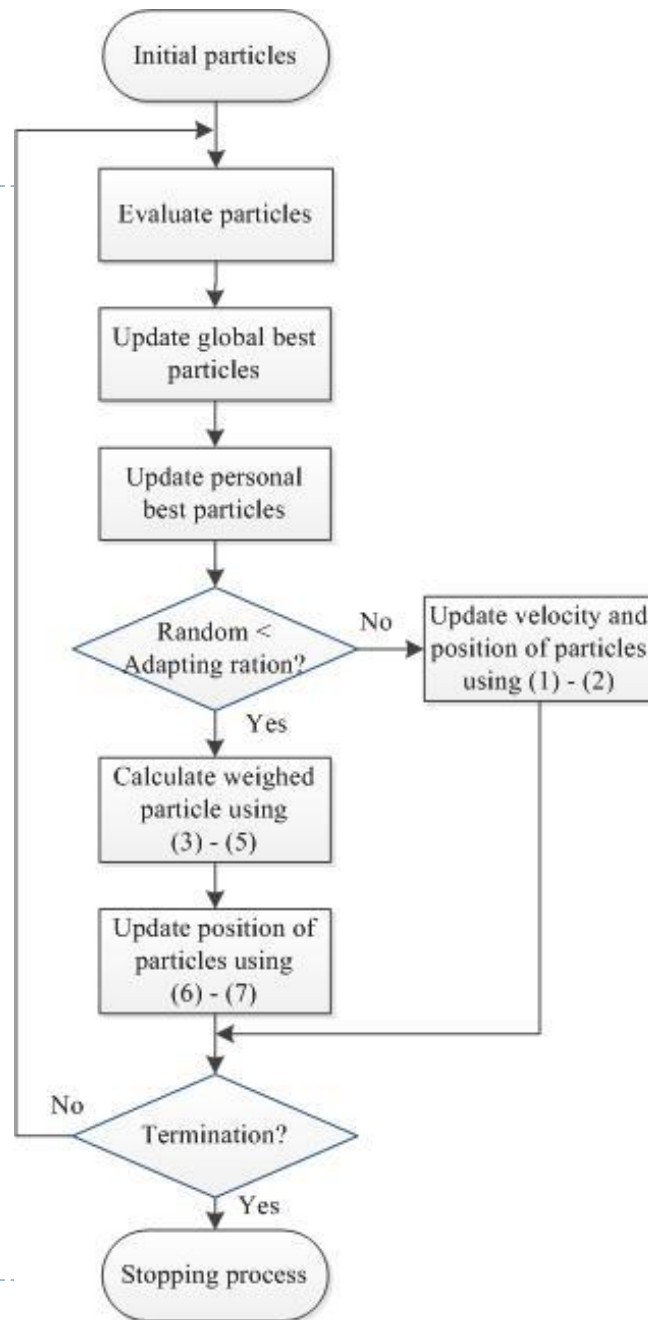 Initial particles
Evaluate particles
Update global best
particles
Update personal
best particles
Random <
Adapting ration?
No
Update velocity and
position of particles
using (1) - (2)
Yes
Calculate weighed
particle using
(3) - (5)
Update position of
particles using
(6) - (7)
No
Termination?
Yes
Stopping process